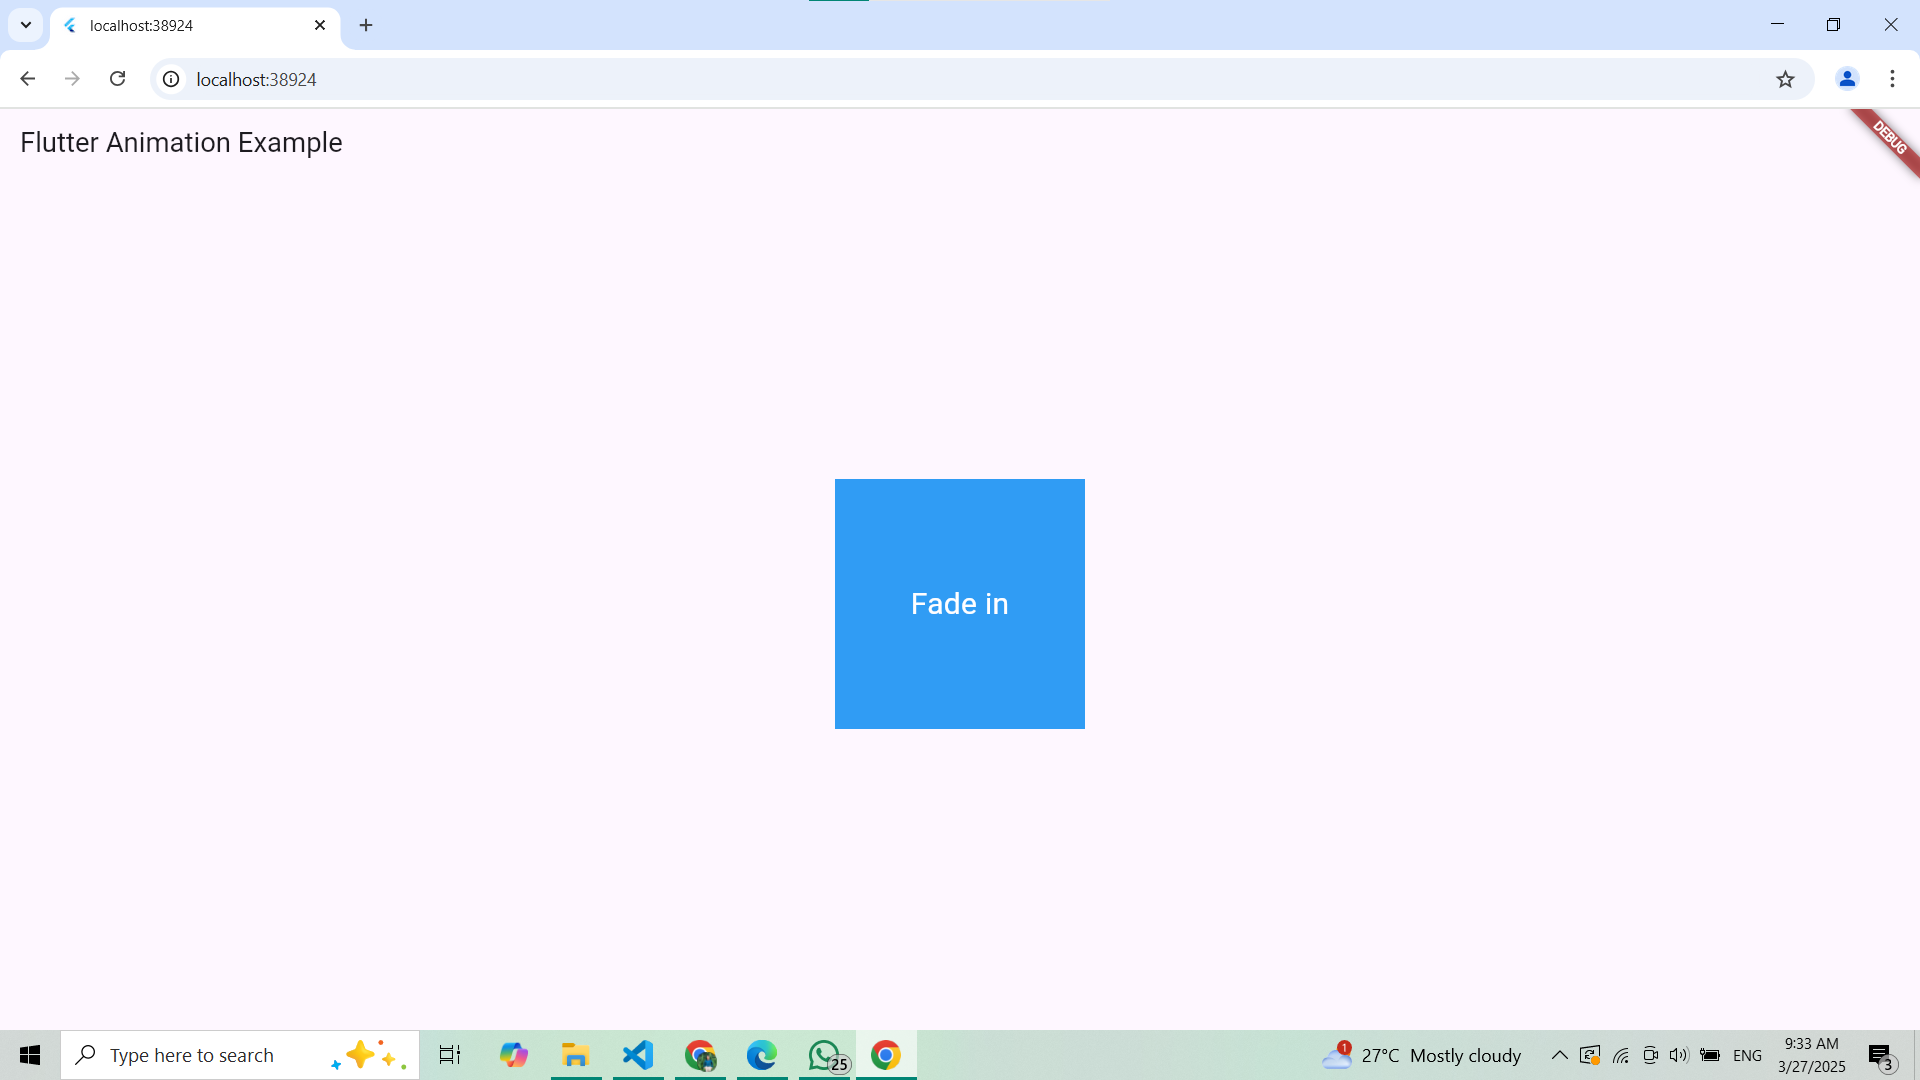 localhost:38924
localhost:38924
Flutter Animation Example
DEBUG
Fade in
Type here to search
25
1
27°C Mostly cloudy
ENG
9:33 AM
3/27/2025
3